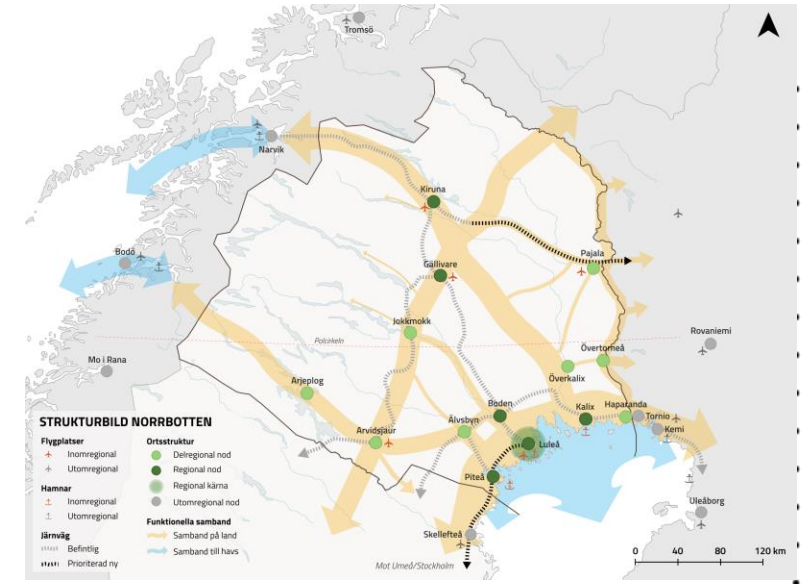 Tromsö
Narvik
Kiruna
Bodö
Pajala
Gällivare
Jokkmokk
Rovaniemi
Polcirkeln
Övertorneå
Mo i Rana
Överkalix
Arjeplog
Boden
Kalix
Haparanda
Tornio
Älvsbyn
Kemi
Arvidsjaur
Luleå
Piteå
Uleåborg
Skellefteå
Mot Umeå/Stockholm
0 40 80 120 km
STRUKTURBILD NORRBOTTEN
Flygplatser
Inomregional
Utomregional
Hamnar
Inomregional
Utomregional
Järnväg
Befintlig
Prioriterad ny
Ortsstruktur
Delregional nod
Regional nod
Regional kärna
Utomregional nod
Funktionella samband
Samband på land
Samband till havs